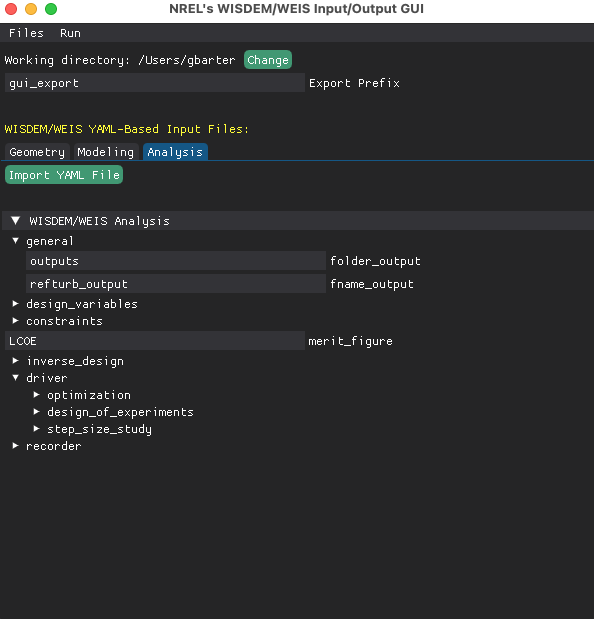 NREL's WISDEM/WEIS Input/Output GUI
Files Run
Working directory: /Users/gbarter Change
gui_export Export Prefix
WISDEM/WEIS YAML-Based Input Files:
Geometry Modeling Analysis
Import YAML File
WISDEM/WEIS Analysis
general
outputs folder_output
refturb_output fname_output
design_variables
constraints
LCOE merit_figure
inverse_design
driver
optimization
design_of_experiments
step_size_study
recorder